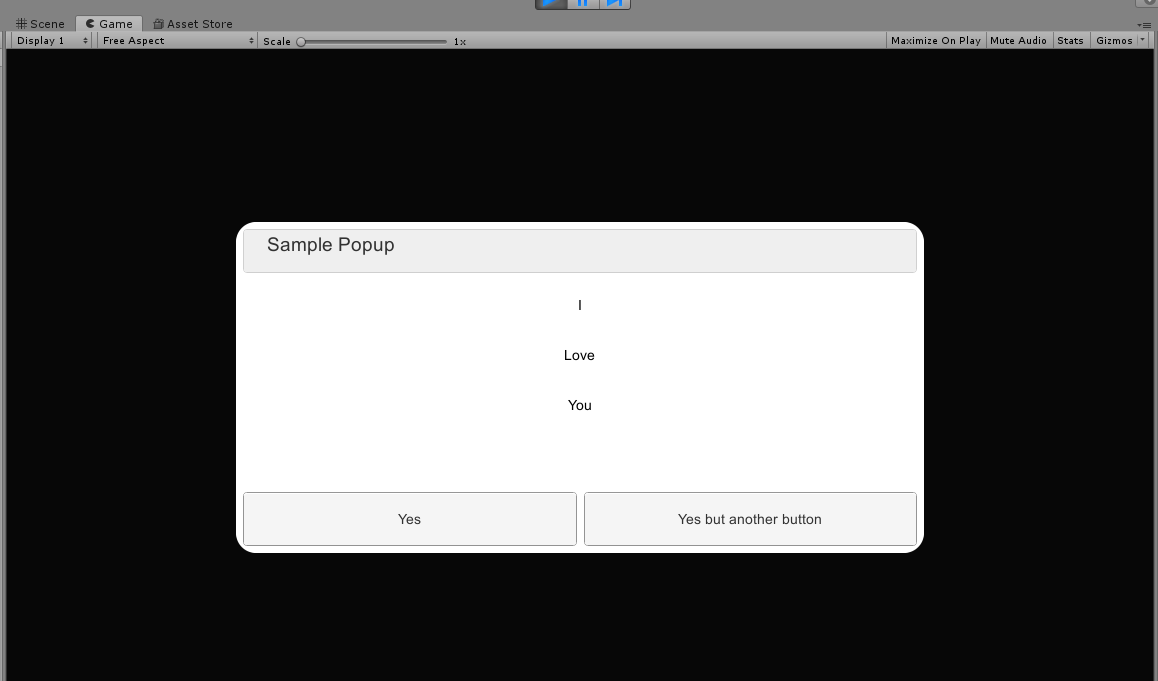 Scene Game Asset Store
Display 1 Free Aspect Scale 1x Maximize On Play Mute Audio Stats Gizmos
Sample Popup
I
Love
You
Yes Yes but another button